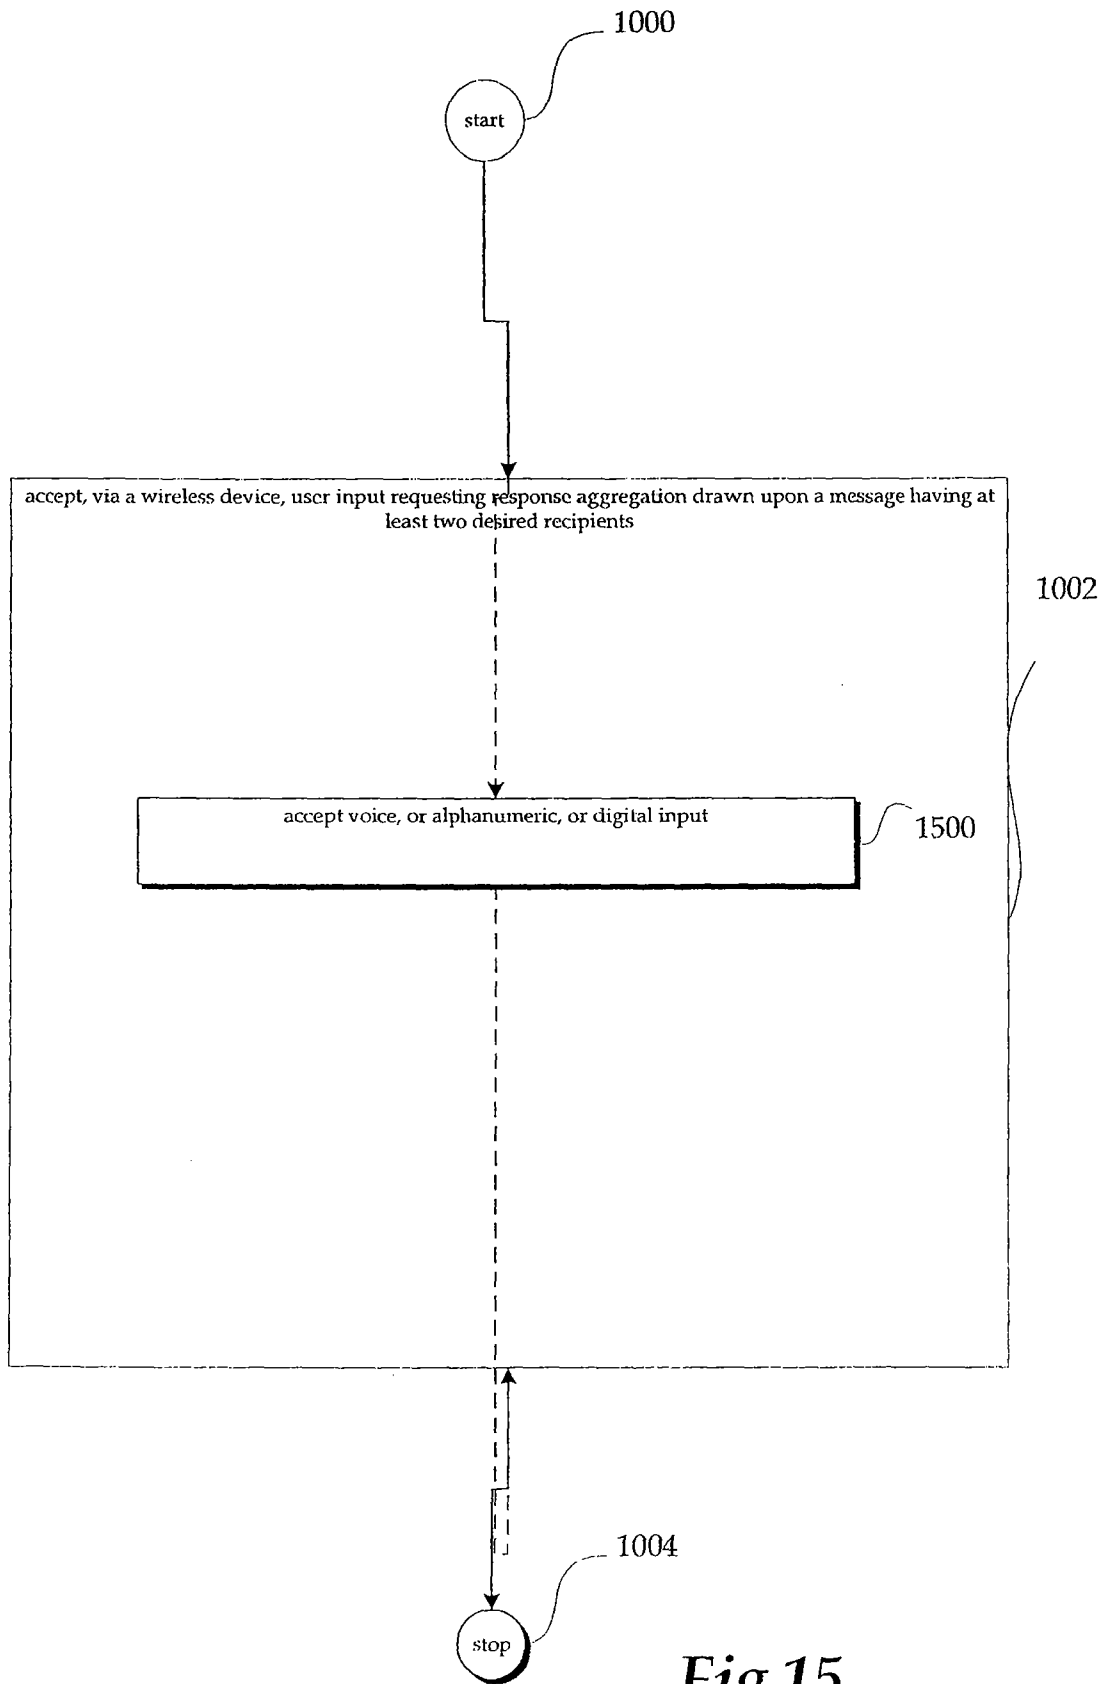 1000
start
accept, via a wireless device, user input requesting response aggregation drawn upon a message having at
least two desired recipients
1002
accept voice, or alphanumeric, or digital input
1500
1004
stop
Fig.15